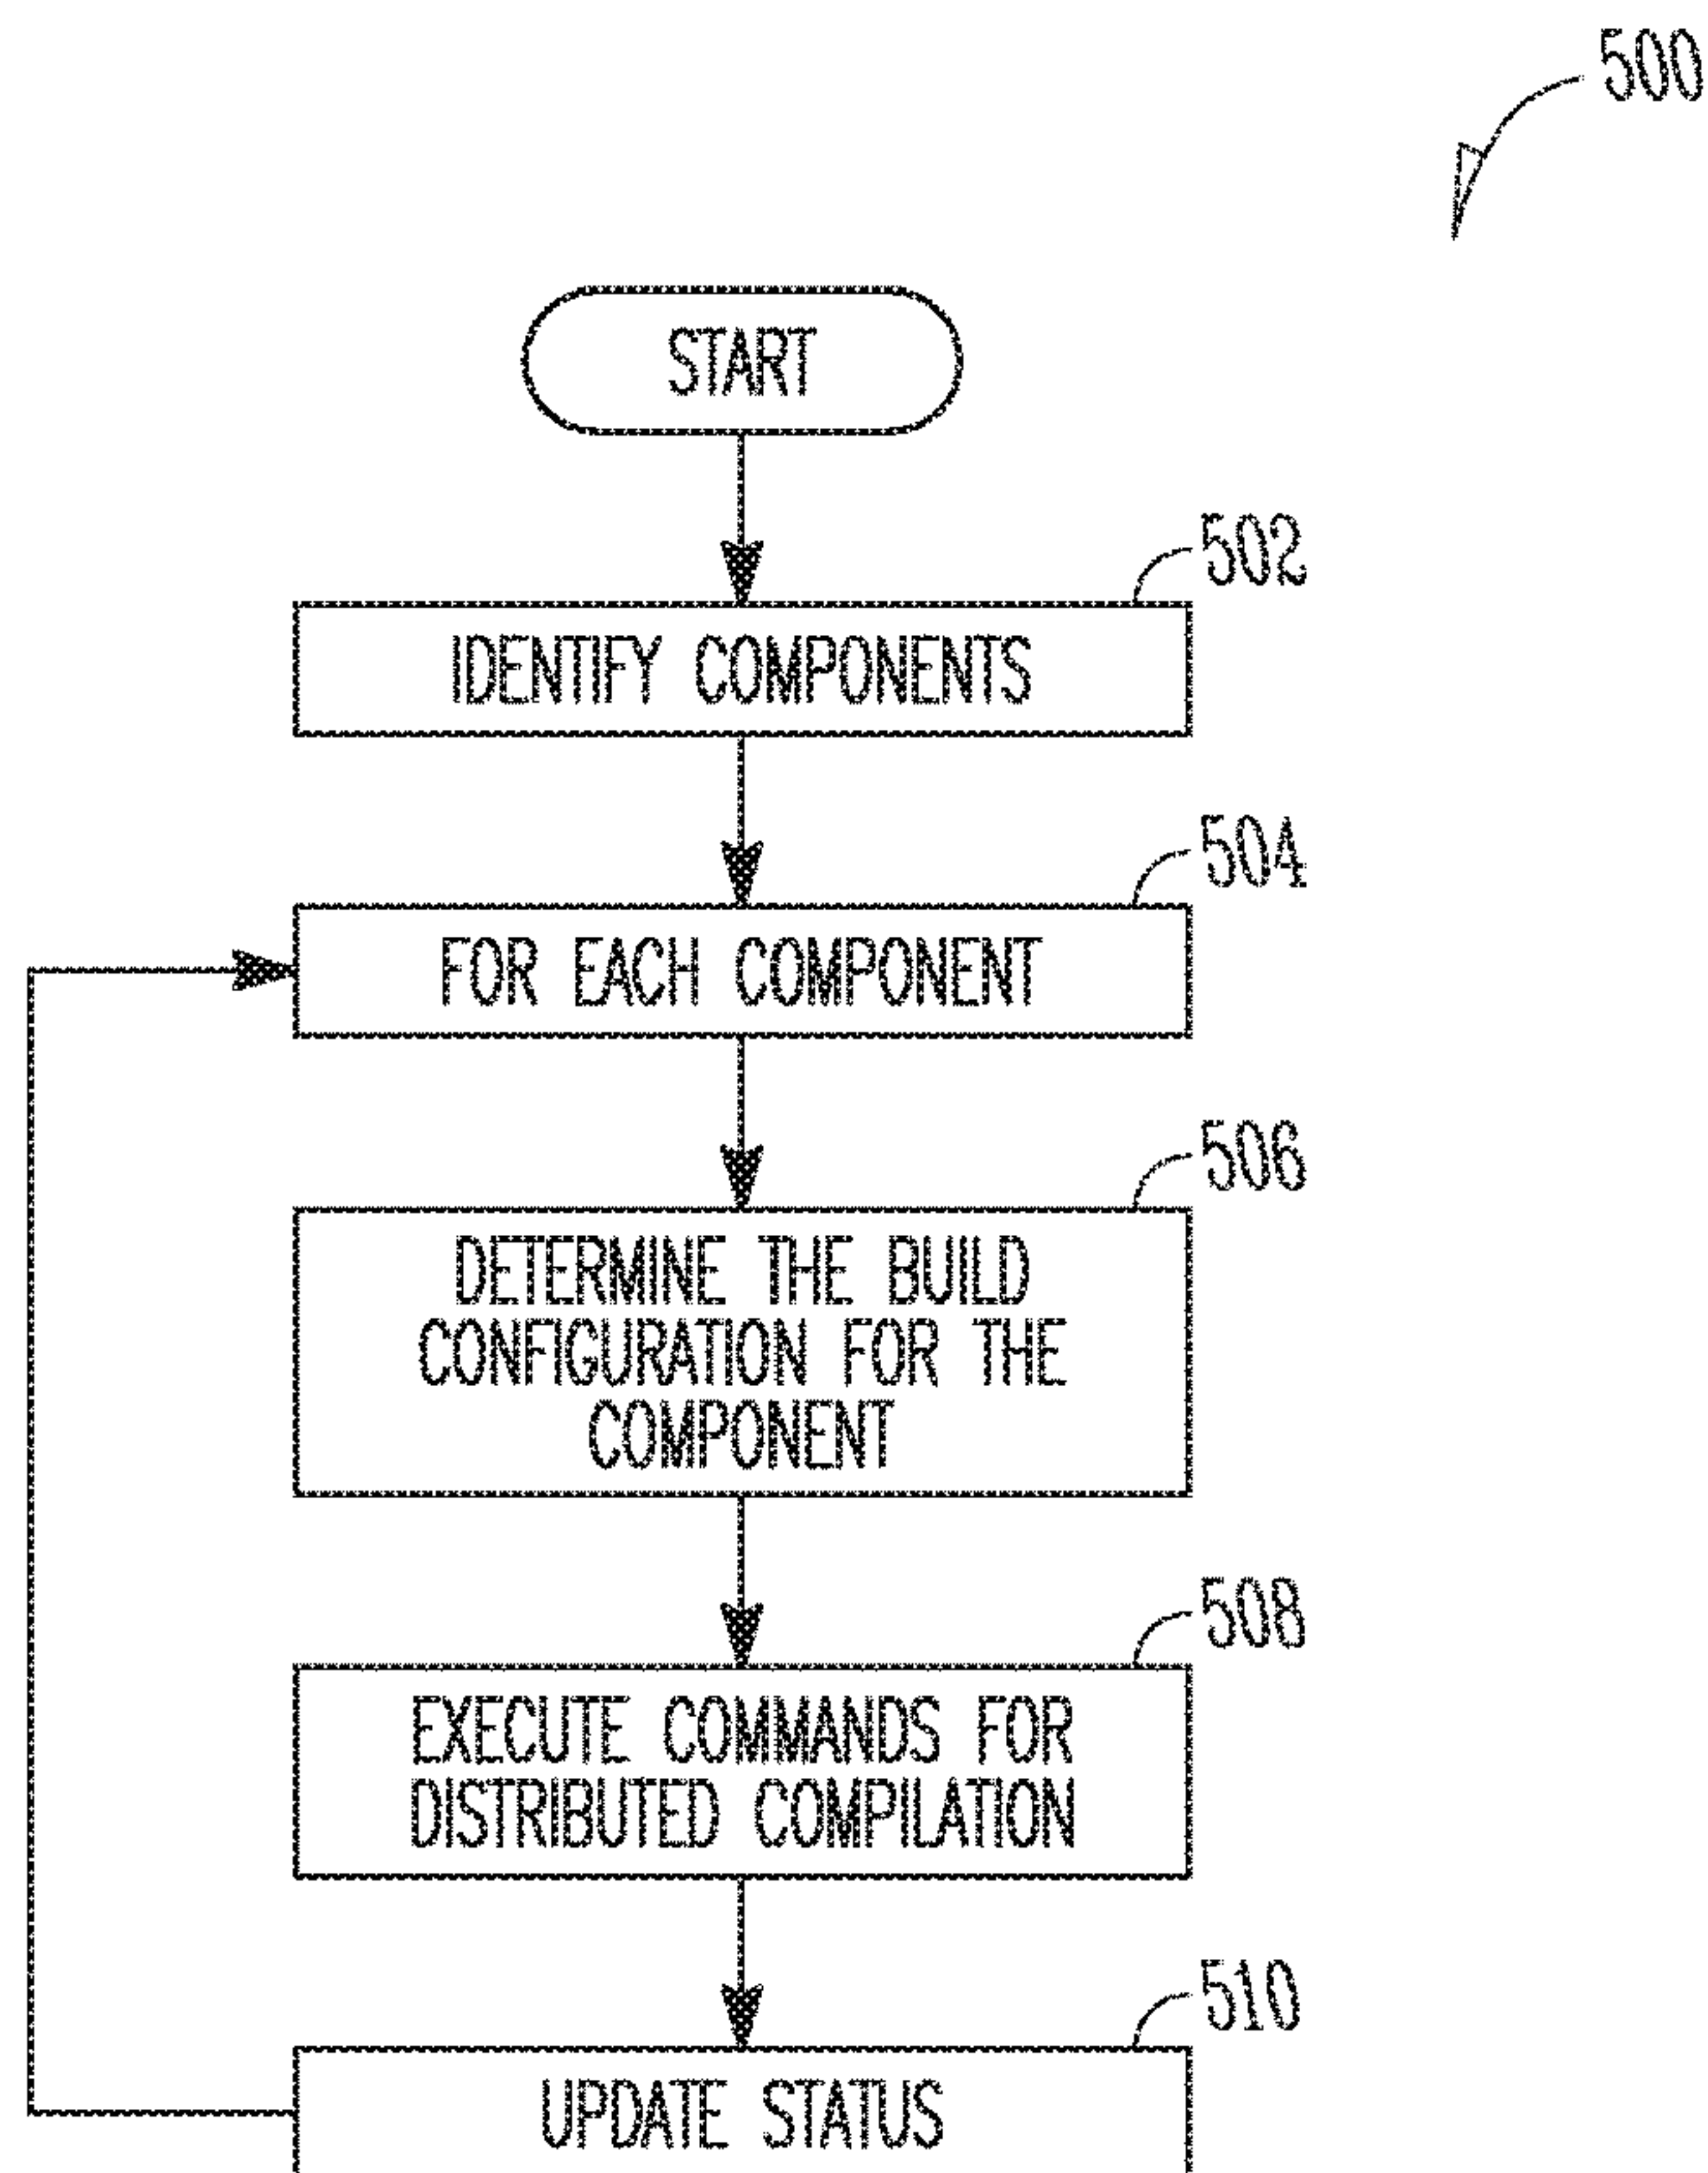 500
START
502
IDENTIFY COMPONENTS
504
FOR EACH COMPONENT
506
DETERMINE THE BUILD
CONFIGURATION FOR THE
COMPONENT
508
EXECUTE COMMANDS FOR
DISTRIBUTED COMPILATION
510
UPDATE STATUS